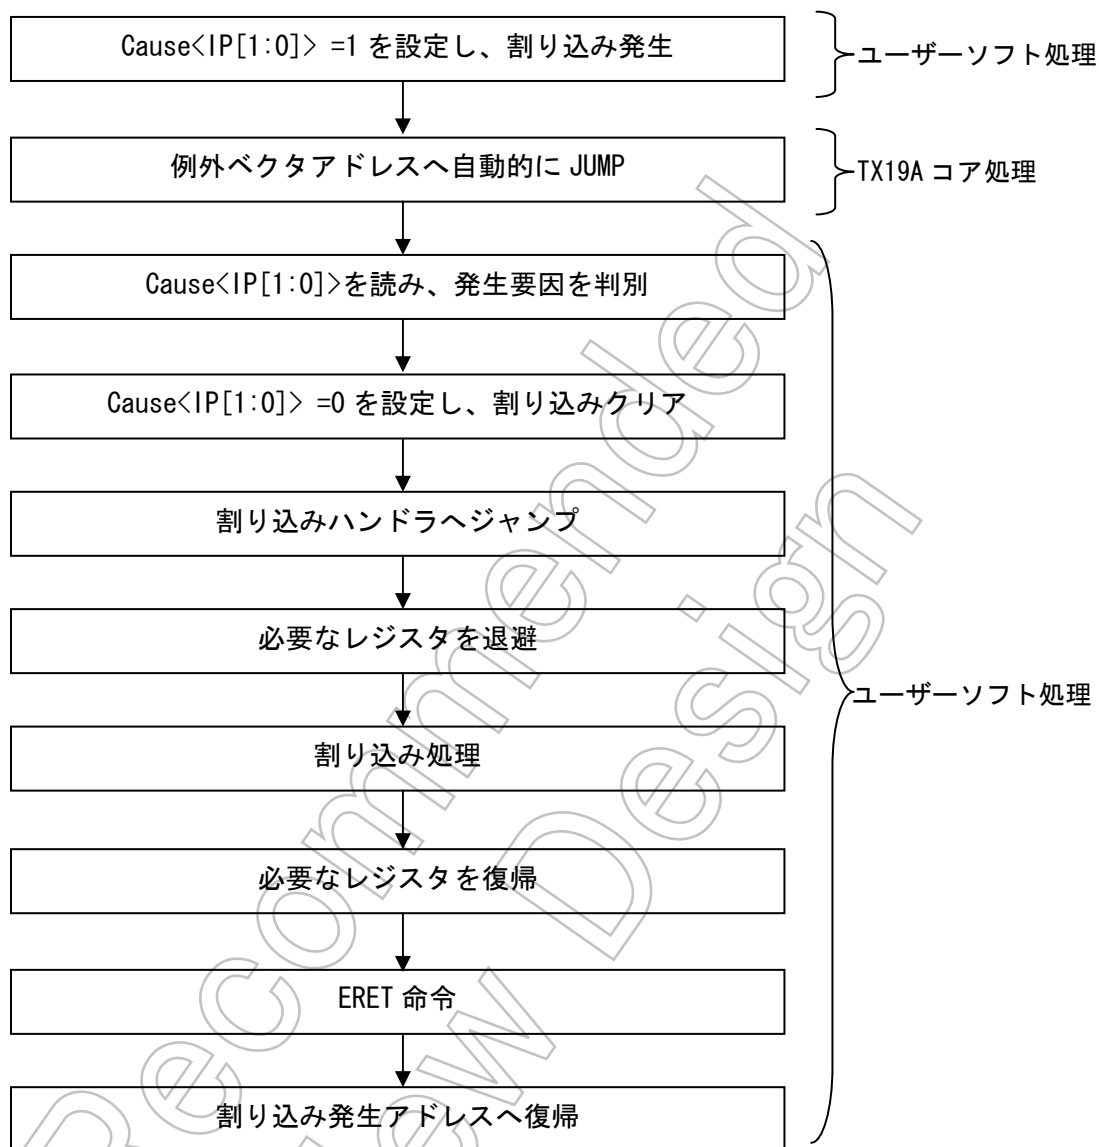 Cause<IP[1:0]> =1 を設定し、割り込み発生
ユーザーソフト処理
例外ベクタアドレスへ自動的に JUMP
TX19A コア処理
Cause<IP[1:0]>を読み、発生要因を判別
Cause<IP[1:0]> =0 を設定し、割り込みクリア
割り込みハンドラへジャンプ
必要なレジスタを退避
ユーザーソフト処理
割り込み処理
必要なレジスタを復帰
ERET 命令
割り込み発生アドレスへ復帰
Recommended
ew Design